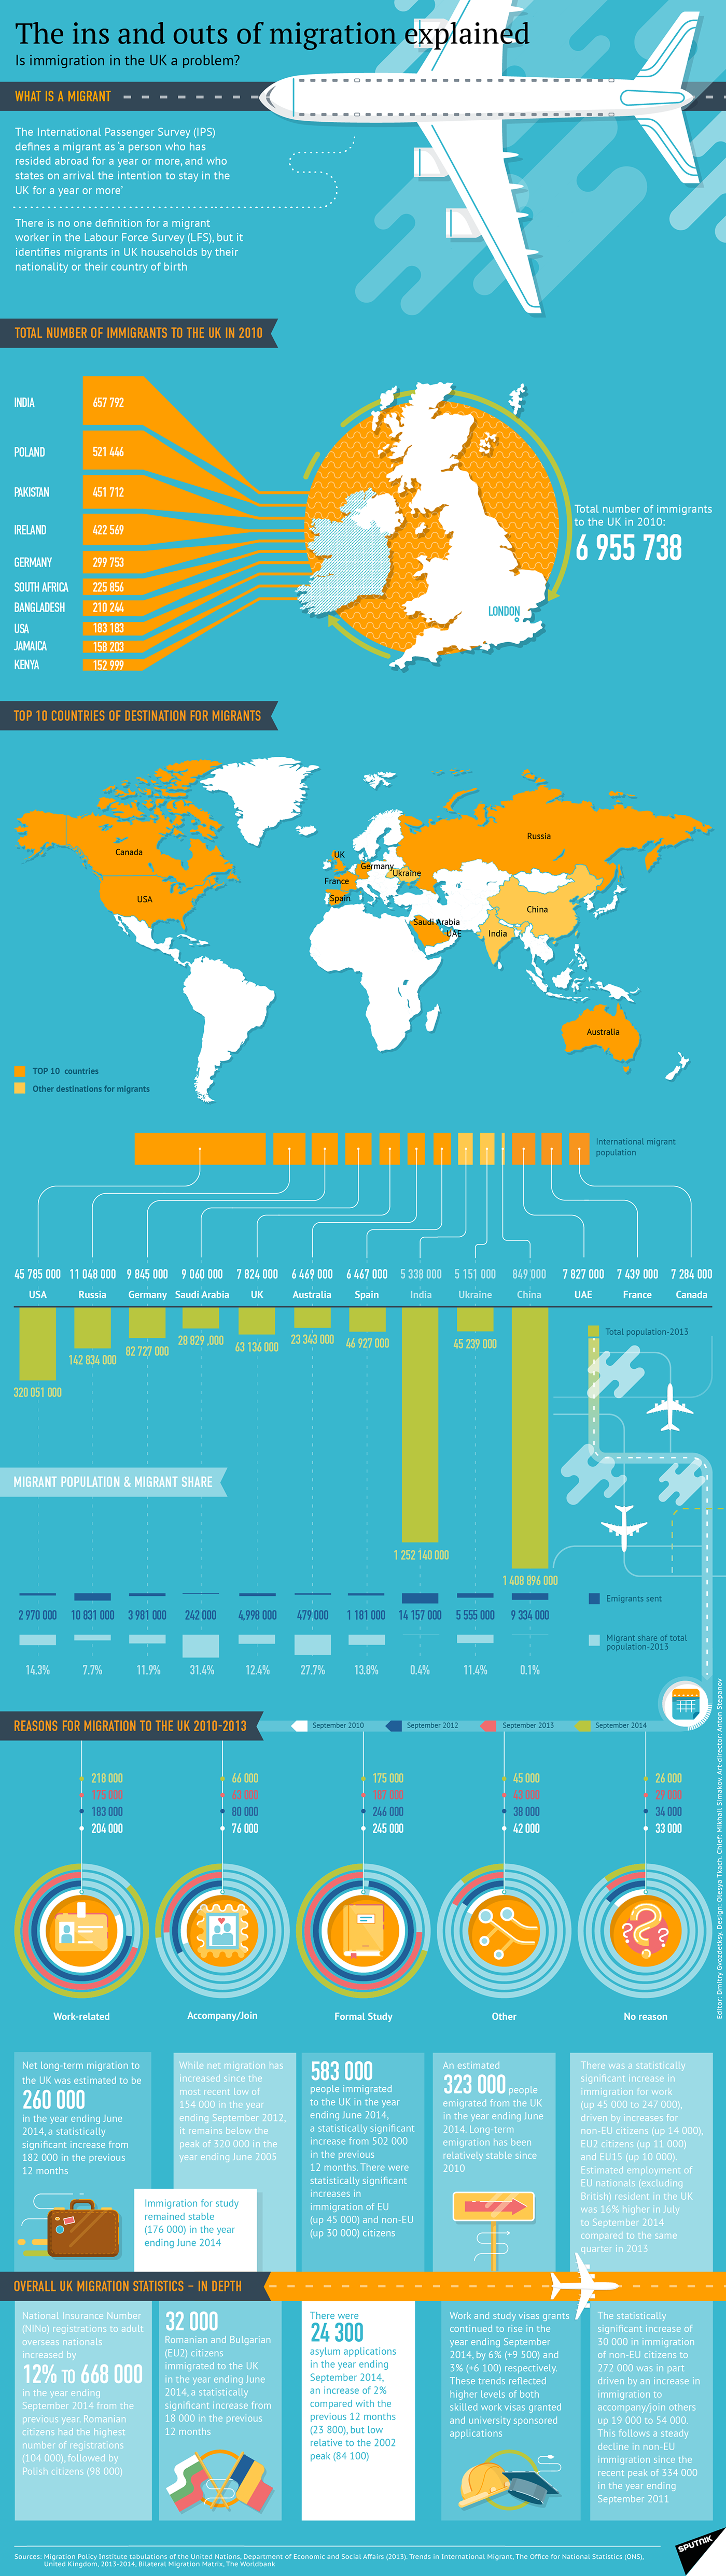 The ins and outs of migration explained
Is immigration in the UK a problem?
WHAT IS A MIGRANT
The International Passenger Survey (IPS)
defines a migrant as 'a person who has
resided abroad for a year or more, and who
states on arrival the intention to stay in the
UK for a year or more'
There is no one definition for a migrant
worker in the Labour Force Survey (LFS), but it
identifies migrants in UK households by their
nationality or their country of birth
TOTAL NUMBER OF IMMIGRANTS TO THE UK IN 2010
INDIA 657 792
POLAND 521 446
PAKISTAN 451 712
IRELAND 422 569
GERMANY 299 753
SOUTH AFRICA 225 856
BANGLADESH 210 244
USA 183 183
JAMAICA 158 203
KENYA 152 999
Total number of immigrants
to the UK in 2010:
6 955 738
LONDON
TOP 10 COUNTRIES OF DESTINATION FOR MIGRANTS
Russia
Canada
UK
Germany
Ukraine
France
Spain
USA
China
Saudi Arabia
UAE
India
Australia
TOP 10 countries
Other destinations for migrants
International migrant
population
45 785 000 11 048 000 9 845 000 9 060 000 7 824 000 6 469 000 6 467 000 5 338 000 5 151 000 849 000 7 827 000 7 439 000 7 284 000
USA Russia Germany Saudi Arabia UK Australia Spain India Ukraine China UAE France Canada
Total population-2013
320 051 000 142 834 000 82 727 000 28 829 ,000 63 136 000 23 343 000 46 927 000 45 239 000
MIGRANT POPULATION & MIGRANT SHARE
1 252 140 000
1 408 896 000
Emigrants sent
2 970 000 10 831 000 3 981 000 242 000 4,998 000 479 000 1 181 000 14 157 000 5 555 000 9 334 000
Migrant share of total
population-2013
14.3% 7.7% 11.9% 31.4% 12.4% 27.7% 13.8% 0.4% 11.4% 0.1%
REASONS FOR MIGRATION TO THE UK 2010-2013
September 2010 September 2012 September 2013 September 2014
218 000 66 000 175 000 45 000 26 000
175 000 63 000 187 000 43 000 29 000
183 000 80 000 246 000 38 000 34 000
204 000 76 000 245 000 42 000 33 000
Work-related Accompany/Join Formal Study Other No reason
Editor: Dmitry Gvozdetksy. Design: Olesya Tkach. Chief: Mikhail Simakov. Art-director: Anton Stepanov
Net long-term migration to
the UK was estimated to be
260 000
in the year ending June
2014, a statistically
significant increase from
182 000 in the previous
12 months
While net migration has
increased since the
most recent low of
154 000 in the year
ending September 2012,
it remains below the
peak of 320 000 in the
year ending June 2005
Immigration for study
remained stable
(176 000) in the year
ending June 2014
583 000
people immigrated
to the UK in the year
ending June 2014,
a statistically significant
increase from 502 000
in the previous
12 months. There were
statistically significant
increases in
immigration of EU
(up 45 000) and non-EU
(up 30 000) citizens
An estimated
323 000 people
emigrated from the UK
in the year ending June
2014. Long-term
emigration has been
relatively stable since
2010
There was a statistically
significant increase in
immigration for work
(up 45 000 to 247 000),
driven by increases for
non-EU citizens (up 14 000),
EU2 citizens (up 11 000)
and EU15 (up 10 000).
Estimated employment of
EU nationals (excluding
British) resident in the UK
was 16% higher in July
to September 2014
compared to the same
quarter in 2013
OVERALL UK MIGRATION STATISTICS – IN DEPTH
National Insurance Number
(NINo) registrations to adult
overseas nationals
increased by
12% TO 668 000
in the year ending
September 2014 from the
previous year. Romanian
citizens had the highest
number of registrations
(104 000), followed by
Polish citizens (98 000)
32 000
Romanian and Bulgarian
(EU2) citizens
immigrated to the UK
in the year ending June
2014, a statistically
significant increase from
18 000 in the previous
12 months
There were
24 300
asylum applications
in the year ending
September 2014,
an increase of 2%
compared with the
previous 12 months
(23 800), but low
relative to the 2002
peak (84 100)
Work and study visas grants
continued to rise in the
year ending September
2014, by 6% (+9 500) and
3% (+6 100) respectively.
These trends reflected
higher levels of both
skilled work visas granted
and university sponsored
applications
The statistically
significant increase of
30 000 in immigration
of non-EU citizens to
272 000 was in part
driven by an increase in
immigration to
accompany/join others
up 19 000 to 54 000.
This follows a steady
decline in non-EU
immigration since the
recent peak of 334 000
in the year ending
September 2011
Sources: Migration Policy Institute tabulations of the United Nations, Department of Economic and Social Affairs (2013). Trends in International Migrant, The Office for National Statistics (ONS),
United Kingdom, 2013-2014, Bilateral Migration Matrix, The Worldbank
SPUTNIK